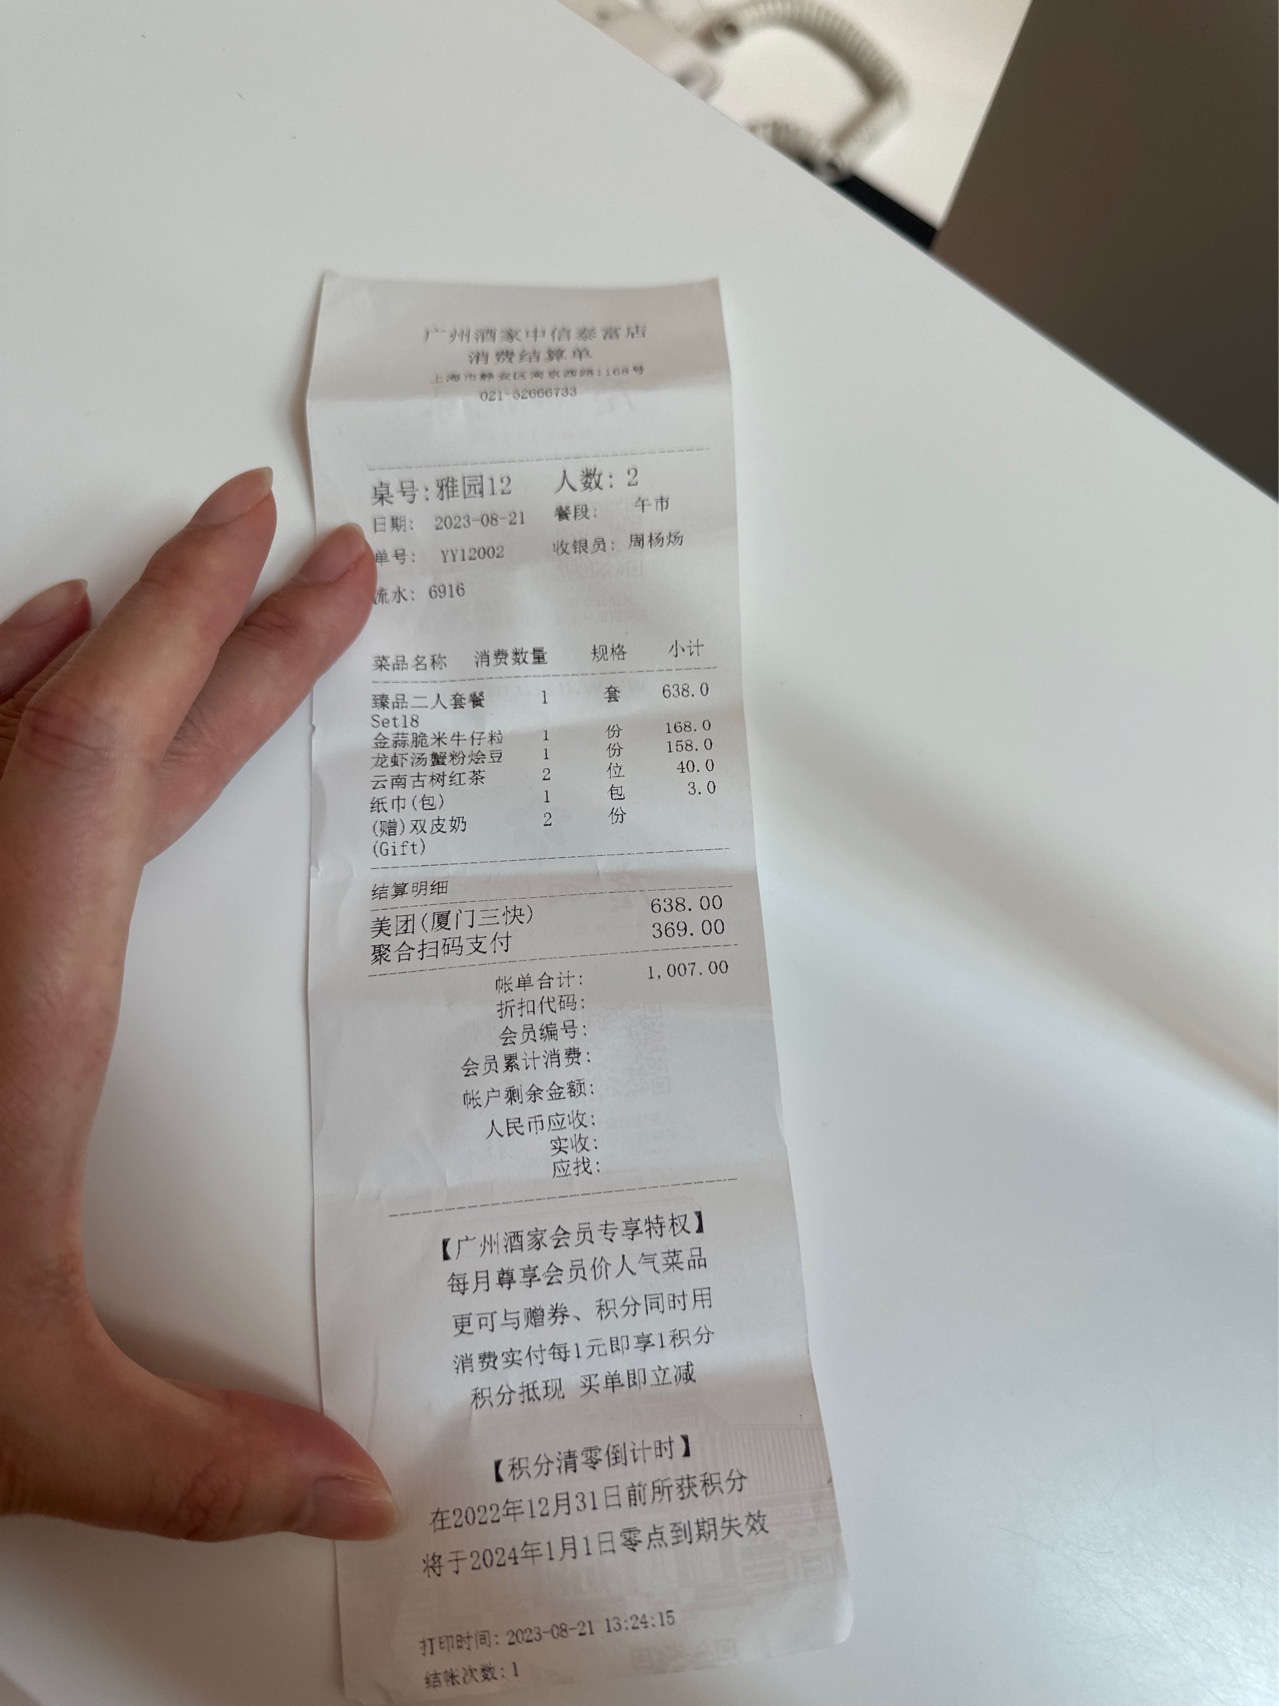 广州酒家中信泰富店
消费结算单
上海市静安区南京西路1168号
021-52666733
桌号:雅园12 人数: 2
日期: 2023-08-21 餐段: 午市
单号: YY12002 收银员: 周杨炀
流水: 6916
菜品名称 消费数量 规格 小计
臻品二人套餐 1 套 638.0
Set18
金蒜脆米牛仔粒 1 份 168.0
龙虾汤蟹粉烩豆 1 份 158.0
云南古树红茶 2 位 40.0
纸巾(包) 1 包 3.0
(赠)双皮奶 2 份
(Gift)
结算明细
美团(厦门三快) 638.00
聚合扫码支付 369.00
帐单合计: 1,007.00
折扣代码:
会员编号:
会员累计消费:
帐户剩余金额:
人民币应收:
实收:
应找:
【广州酒家会员专享特权】
每月尊享会员价人气菜品
更可与赠券、积分同时用
消费实付每1元即享1积分
积分抵现 买单即立减
【积分清零倒计时】
在2022年12月31日前所获积分
将于2024年1月1日零点到期失效
打印时间: 2023-08-21 13:24:15
结帐次数: 1